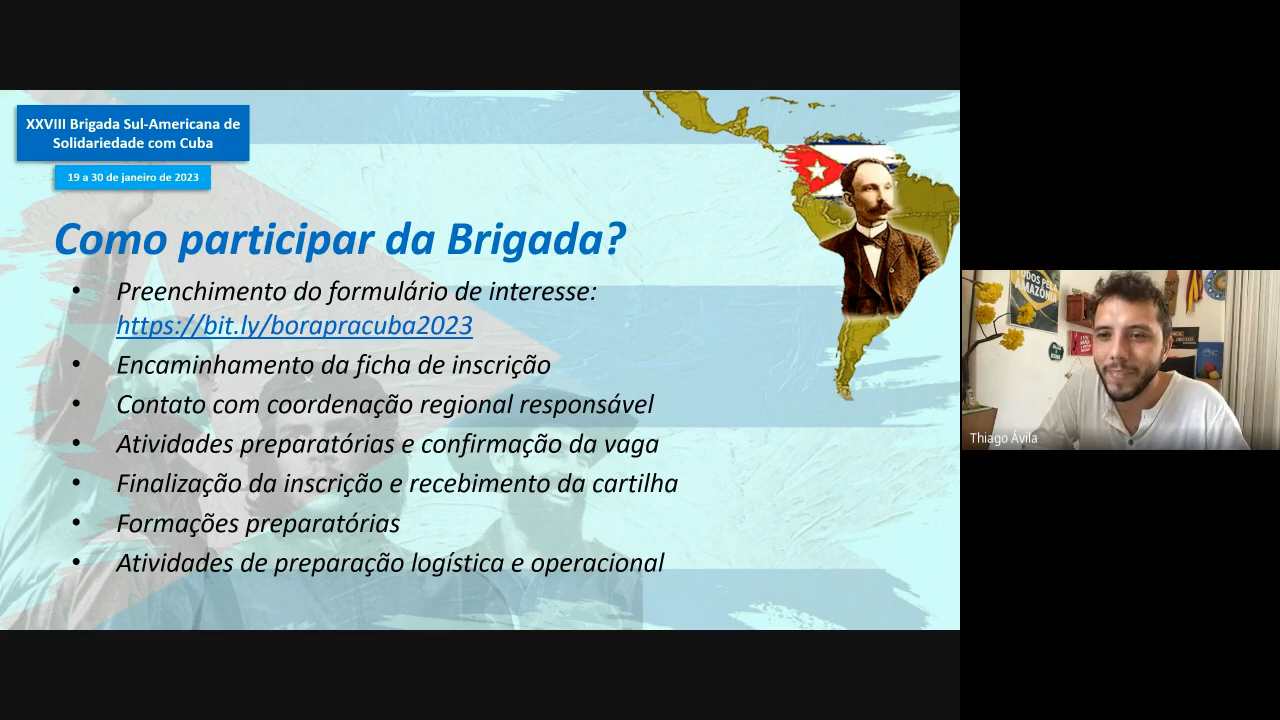 XXVIII Brigada Sul-Americana de
Solidariedade com Cuba
19 a 30 de janeiro de 2023
Como participar da Brigada?
• Preenchimento do formulário de interesse:
https://bit.ly/borapracuba2023
• Encaminhamento da ficha de inscrição
• Contato com coordenação regional responsável
• Atividades preparatórias e confirmação da vaga
• Finalização da inscrição e recebimento da cartilha
• Formações preparatórias
• Atividades de preparação logística e operacional
TODOS PELA
AMAZÔNIA
Thiago Ávila